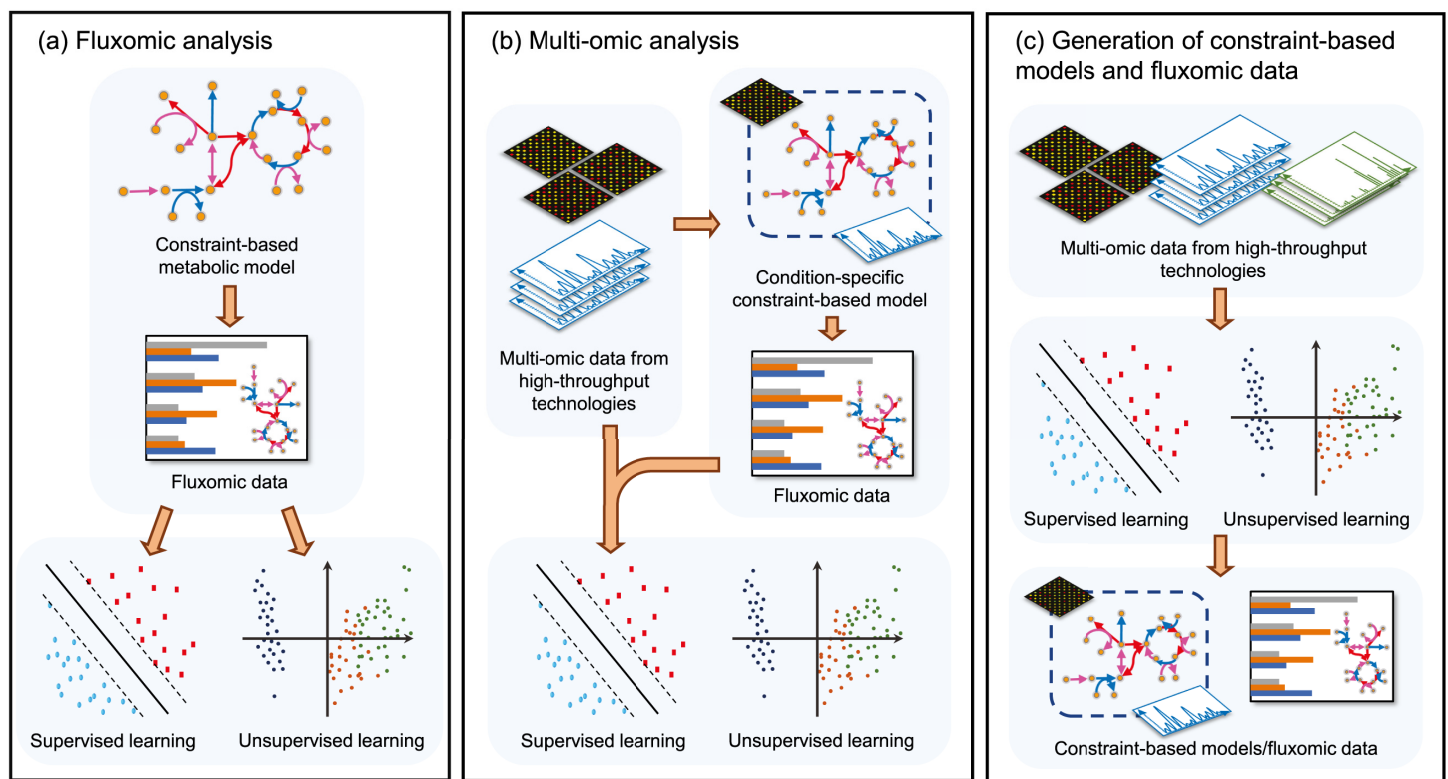 (a) Fluxomic analysis
Constraint-based
metabolic model
Fluxomic data
Supervised learning
Unsupervised learning
(b) Multi-omic analysis
Multi-omic data from
high-throughput
technologies
Condition-specific
constraint-based model
Fluxomic data
Supervised learning
Unsupervised learning
(c) Generation of constraint-based
models and fluxomic data
Multi-omic data from high-throughput
technologies
Supervised learning
Unsupervised learning
Constraint-based models/fluxomic data